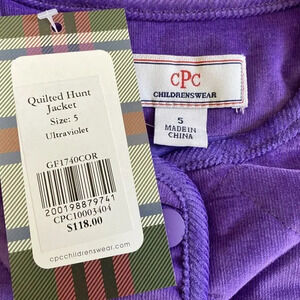 Quilted Hunt
Jacket
Size: 5
Ultraviolet
GF1740COR
200198879741
CPC10003404
$118.00
cpcchildrenswear.com
CPC
CHILDRENSWEAR
5
MADE IN
CHINA